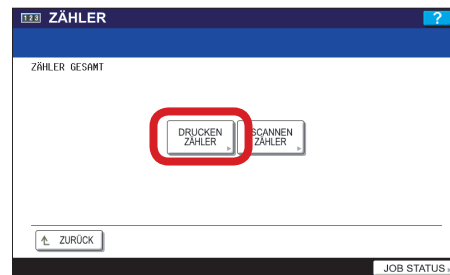 123 ZÄHLER
?
ZÄHLER GESAMT
DRUCKEN
ZÄHLER
SCANNEN
ZÄHLER
ZURÜCK
JOB STATUS